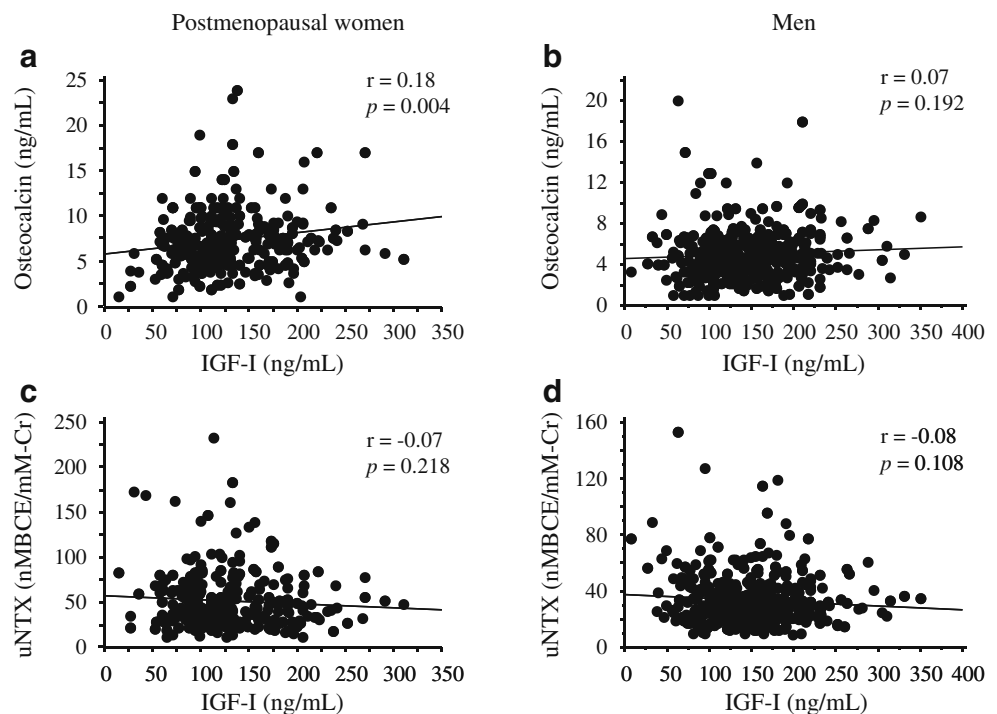 Postmenopausal women
Men
a
r = 0.18
p = 0.004
Osteocalcin (ng/mL)
25
20
15
10
5
0
0 50 100 150 200 250 300 350
IGF-I (ng/mL)
b
r = 0.07
p = 0.192
Osteocalcin (ng/mL)
20
16
12
8
4
0
0 50 100 150 200 250 300 350 400
IGF-I (ng/mL)
c
r = -0.07
p = 0.218
uNTX (nMBCE/mM-Cr)
250
200
150
100
50
0
0 50 100 150 200 250 300 350
IGF-I (ng/mL)
d
r = -0.08
p = 0.108
uNTX (nMBCE/mM-Cr)
160
120
80
40
0
0 50 100 150 200 250 300 350 400
IGF-I (ng/mL)